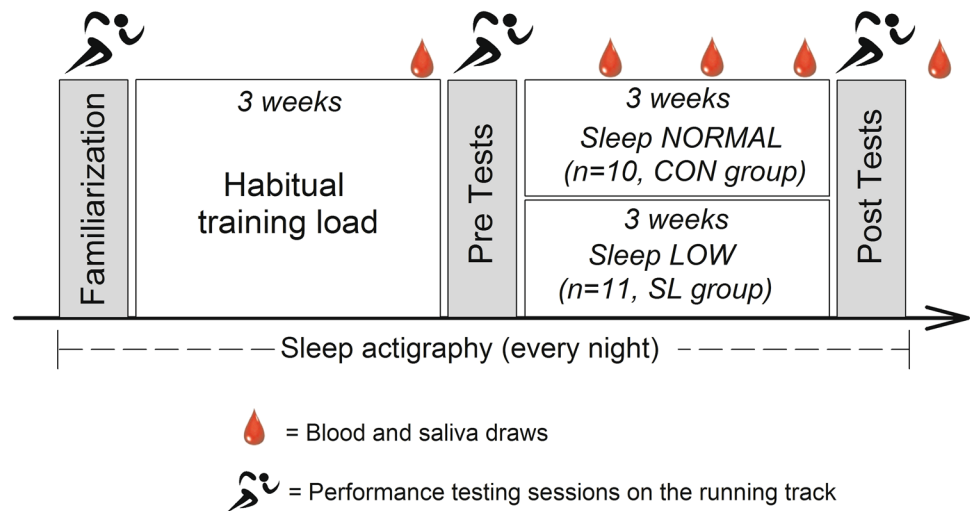 Familiarization
3 weeks
Habitual
training load
Pre Tests
3 weeks
Sleep NORMAL
(n=10, CON group)
3 weeks
Sleep LOW
(n=11, SL group)
Post Tests
Sleep actigraphy (every night)
= Blood and saliva draws
= Performance testing sessions on the running track